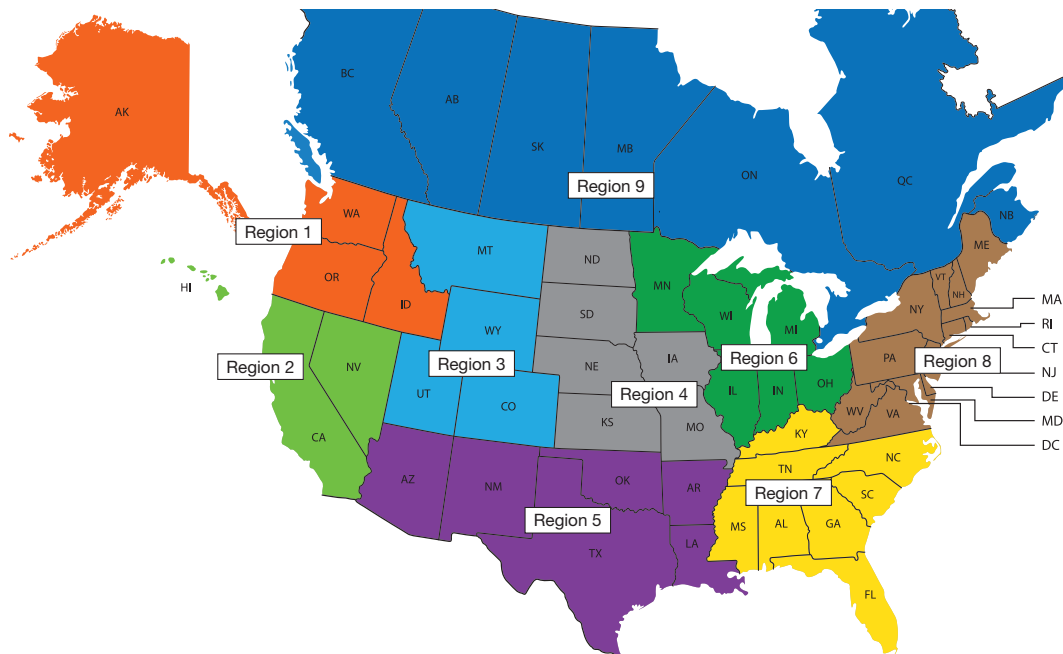 AK
BC
AB
SK
MB
ON
QC
NB
Region 9
WA
Region 1
MT
ND
MN
ME
VT
NH
HI
OR
ID
WY
SD
WI
MI
NY
MA
RI
CT
NJ
DE
MD
DC
Region 2
NV
Region 3
UT
CO
NE
IA
Region 6
PA
Region 8
CA
KS
Region 4
MO
IL
IN
OH
WV
VA
KY
AZ
NM
OK
AR
TN
NC
Region 7
SC
Region 5
TX
LA
MS
AL
GA
FL